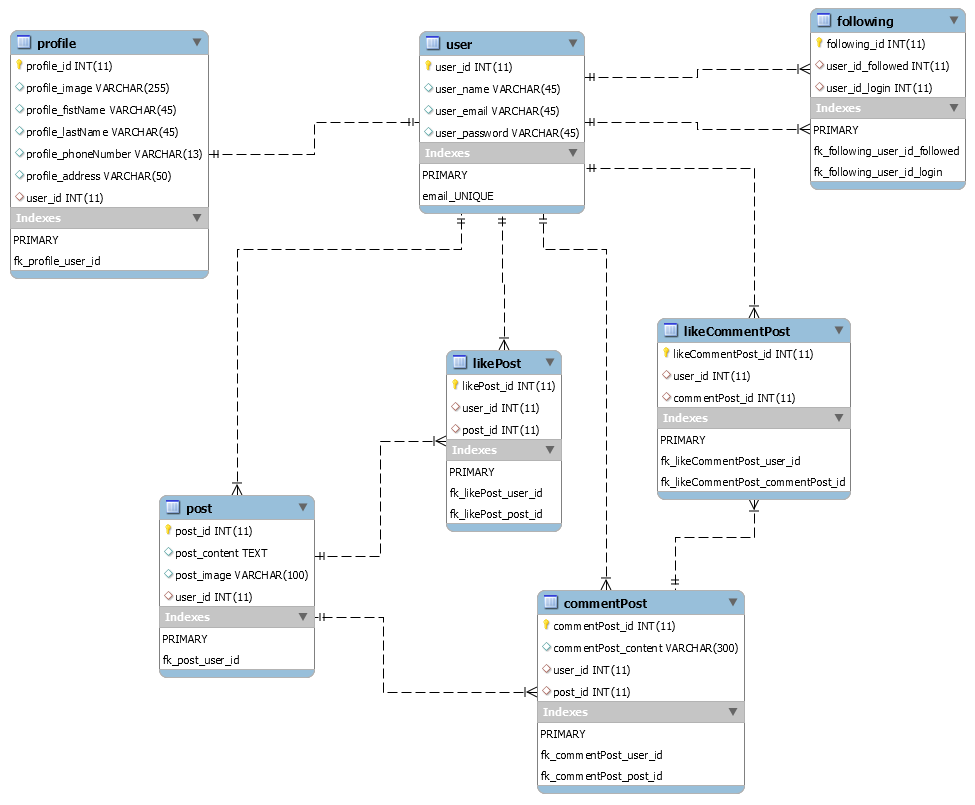 profile
profile_id INT(11)
profile_image VARCHAR(255)
profile_fistName VARCHAR(45)
profile_lastName VARCHAR(45)
profile_phoneNumber VARCHAR(13)
profile_address VARCHAR(50)
user_id INT(11)
Indexes
PRIMARY
fk_profile_user_id
user
user_id INT(11)
user_name VARCHAR(45)
user_email VARCHAR(45)
user_password VARCHAR(45)
Indexes
PRIMARY
email_UNIQUE
following
following_id INT(11)
user_id_followed INT(11)
user_id_login INT(11)
Indexes
PRIMARY
fk_following_user_id_followed
fk_following_user_id_login
likePost
likePost_id INT(11)
user_id INT(11)
post_id INT(11)
Indexes
PRIMARY
fk_likePost_user_id
fk_likePost_post_id
likeCommentPost
likeCommentPost_id INT(11)
user_id INT(11)
commentPost_id INT(11)
Indexes
PRIMARY
fk_likeCommentPost_user_id
fk_likeCommentPost_commentPost_id
post
post_id INT(11)
post_content TEXT
post_image VARCHAR(100)
user_id INT(11)
Indexes
PRIMARY
fk_post_user_id
commentPost
commentPost_id INT(11)
commentPost_content VARCHAR(300)
user_id INT(11)
post_id INT(11)
Indexes
PRIMARY
fk_commentPost_user_id
fk_commentPost_post_id